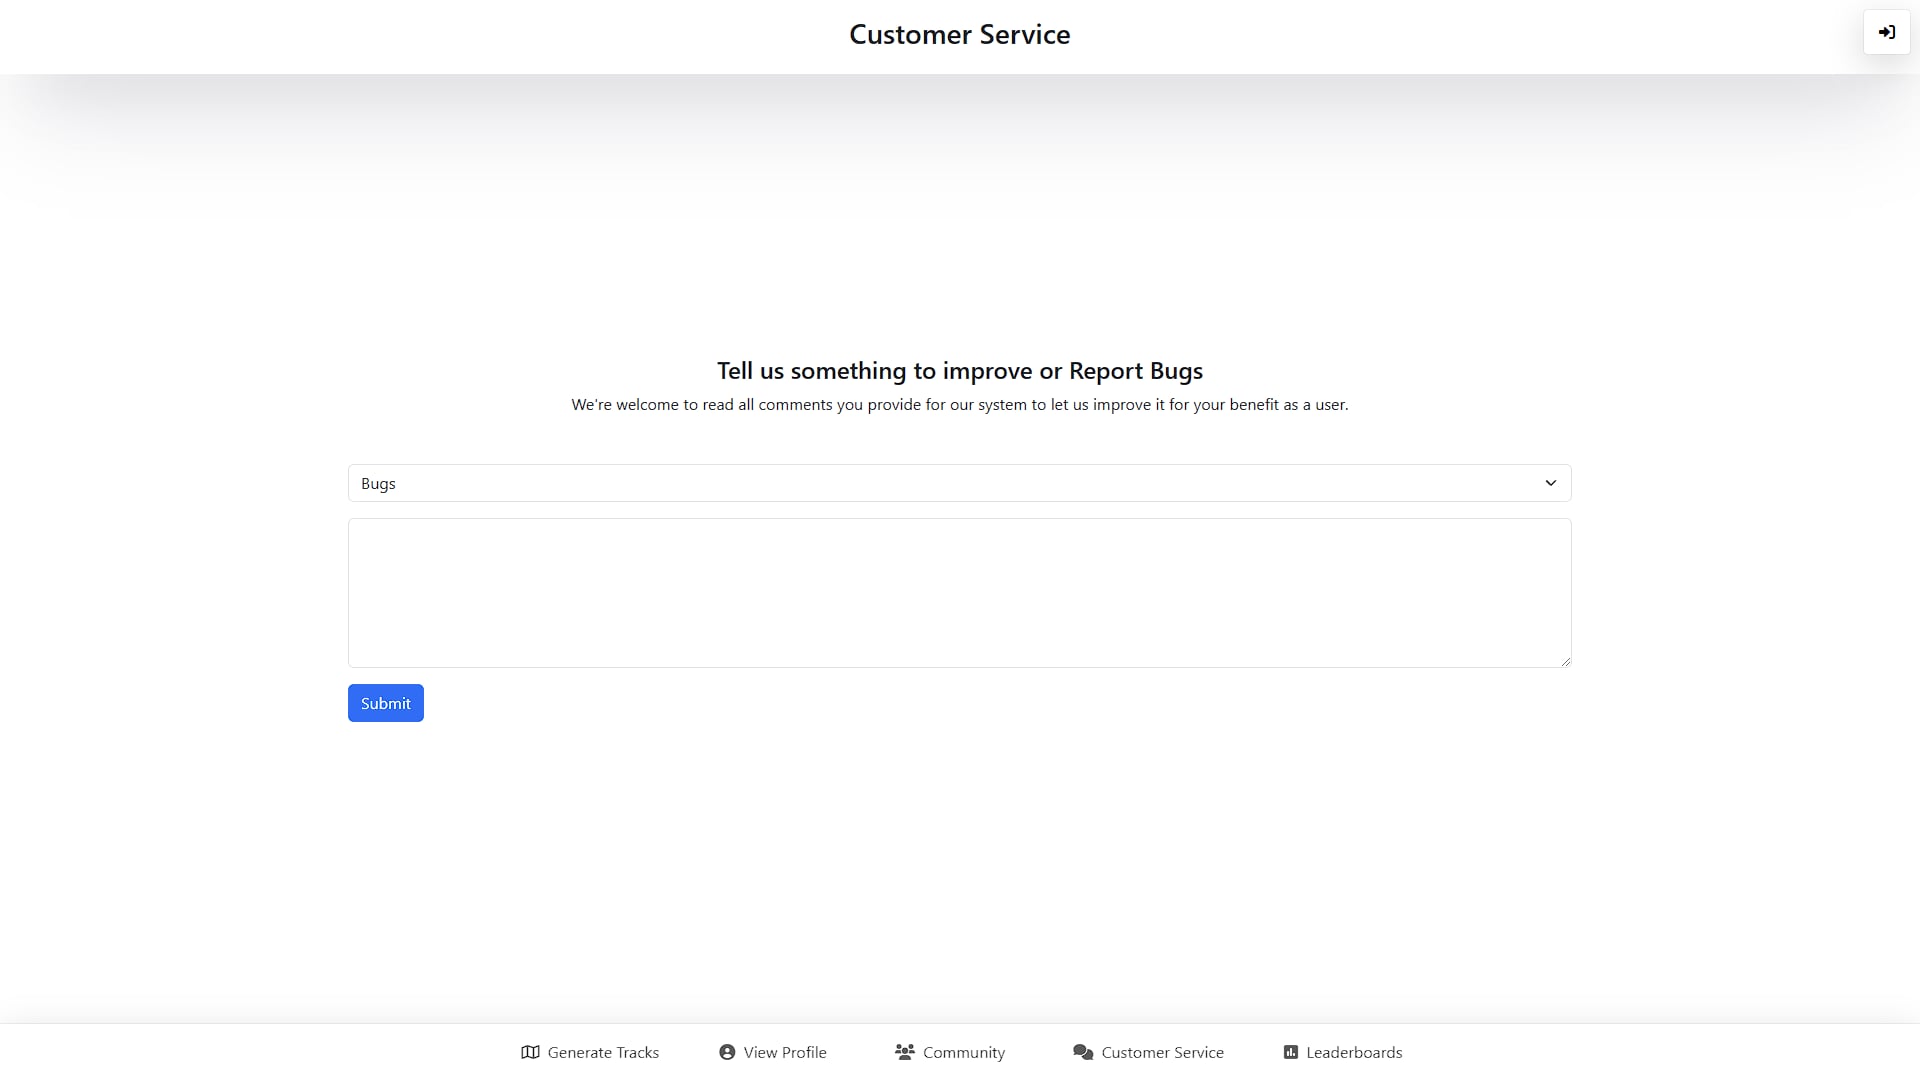 Customer Service
Tell us something to improve or Report Bugs
We're welcome to read all comments you provide for our system to let us improve it for your benefit as a user.
Bugs
Submit
Generate Tracks
View Profile
Community
Customer Service
Leaderboards